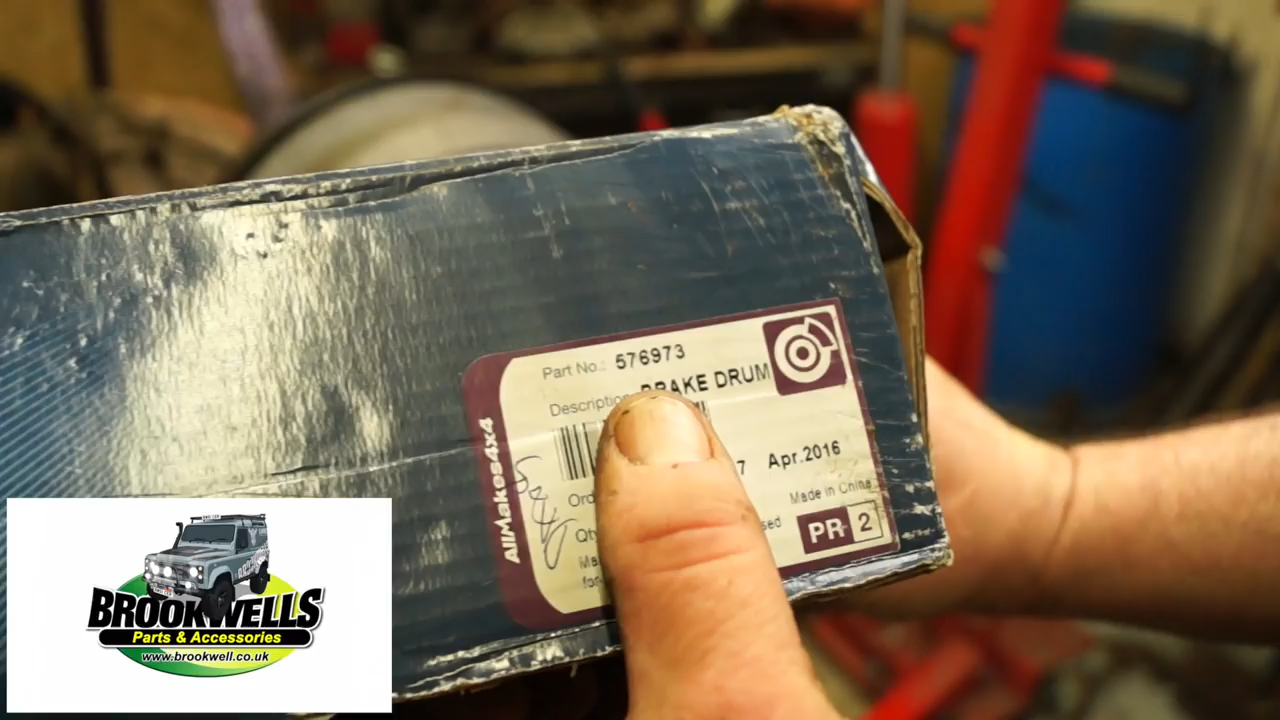 Part No.: 576973
BRAKE DRUM
Apr.2016
Made in China
PR 2
Qty
AllMakes4x4
BROOKWELLS
Parts & Accessories
www.brookwell.co.uk